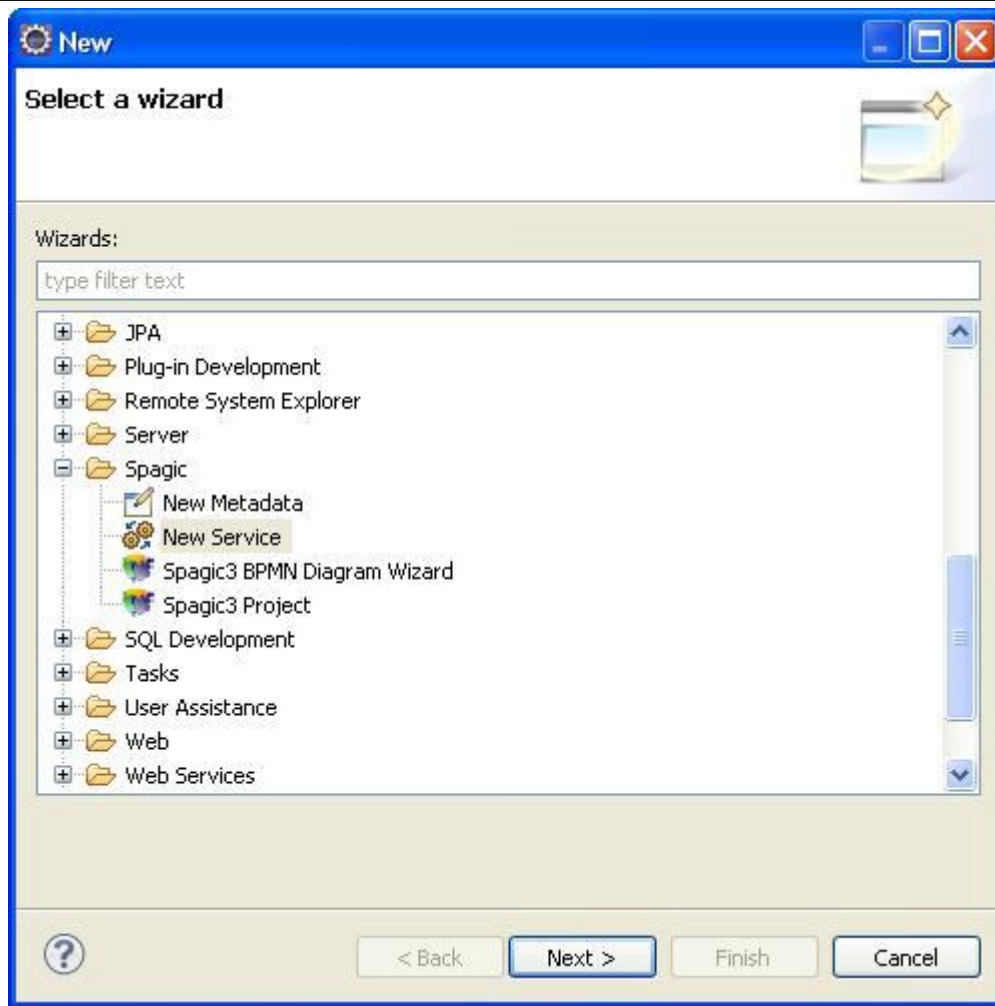 New
Select a wizard
Wizards:
type filter text
JPA
Plug-in Development
Remote System Explorer
Server
Spagic
New Metadata
New Service
Spagic3 BPMN Diagram Wizard
Spagic3 Project
SQL Development
Tasks
User Assistance
Web
Web Services
?
< Back
Next >
Finish
Cancel